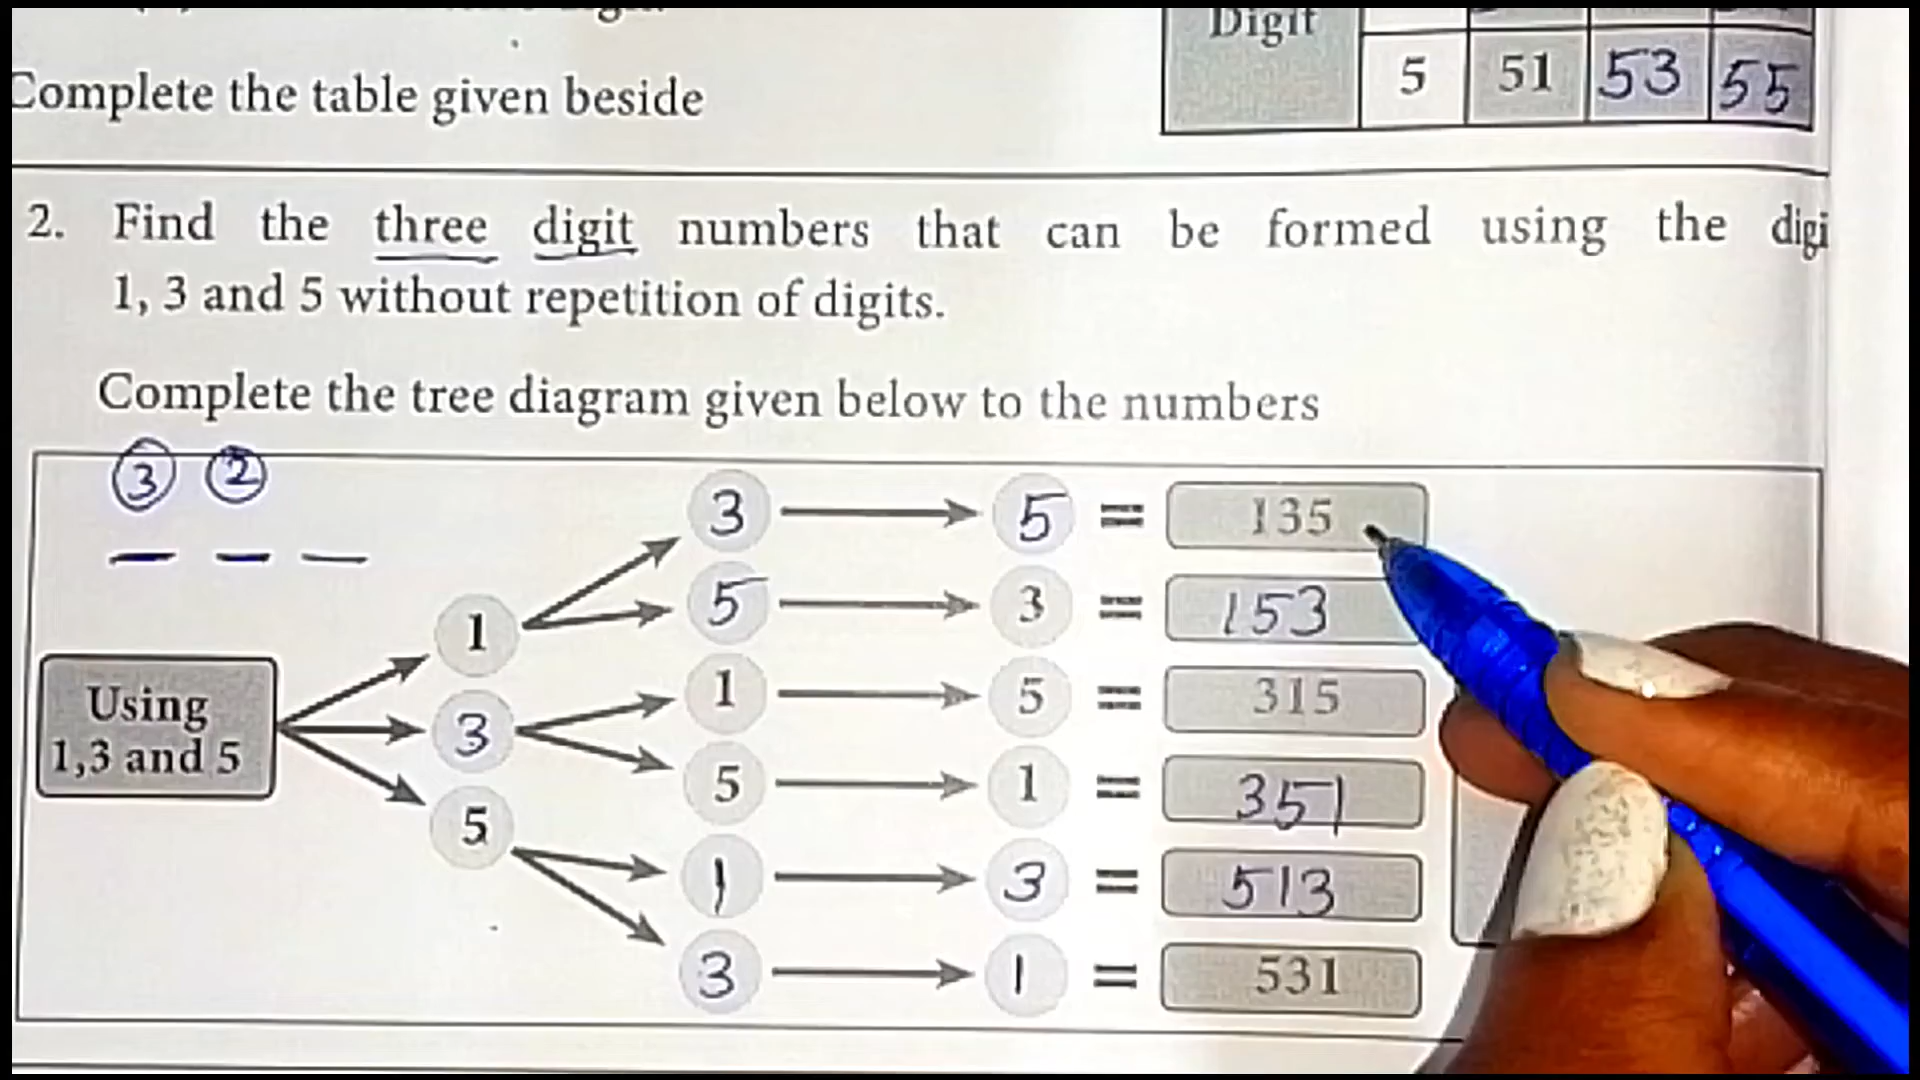 Digit
5 51 53 55
Complete the table given beside
2. Find the three digit numbers that can be formed using the digi
1, 3 and 5 without repetition of digits.
Complete the tree diagram given below to the numbers
3 2
3 5 = 135
1 5 3 = 153
Using 1,3 and 5
3 1 5 = 315
5 1 = 351
5 1 3 = 513
3 1 = 531